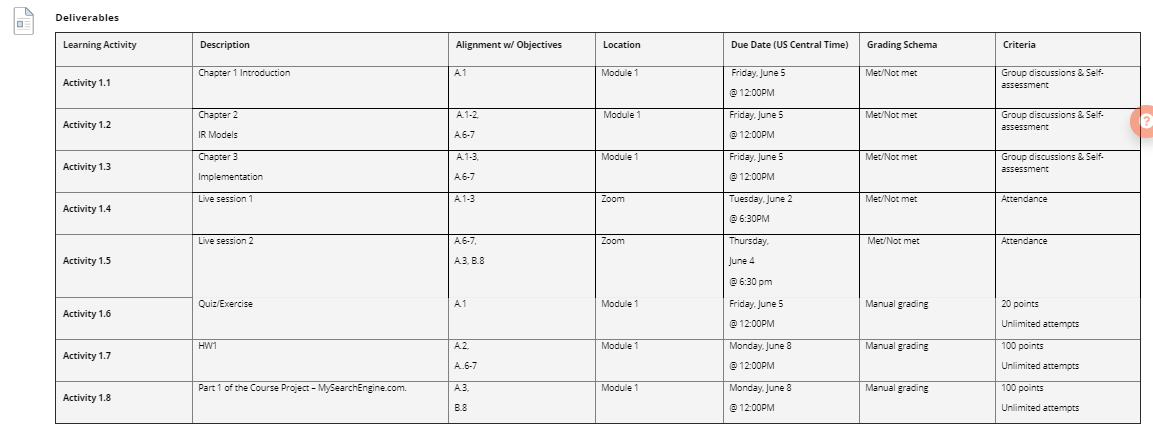 Deliverables
Learning Activity Description Alignment w/ Objectives Location Due Date (US Central Time) Grading Schema Criteria
Activity 1.1 Chapter 1 Introduction A.1 Module 1 Friday, June 5 Met/Not met Group discussions & Self-
@ 12:00PM assessment
Activity 1.2 Chapter 2 A.1-2, Module 1 Friday, June 5 Met/Not met Group discussions & Self-
IR Models A.6-7 @ 12:00PM assessment
Activity 1.3 Chapter 3 A.1-3, Module 1 Friday, June 5 Met/Not met Group discussions & Self-
Implementation A.6-7 @ 12:00PM assessment
Activity 1.4 Live session 1 A.1-3 Zoom Tuesday, June 2 Met/Not met Attendance
@ 6:30PM
Activity 1.5 Live session 2 A.6-7, Zoom Thursday, Met/Not met Attendance
A.3, B.8 June 4
@ 6:30 pm
Activity 1.6 Quiz/Exercise A.1 Module 1 Friday, June 5 Manual grading 20 points
@ 12:00PM Unlimited attempts
Activity 1.7 HW1 A.2, Module 1 Monday, June 8 Manual grading 100 points
A..6-7 @ 12:00PM Unlimited attempts
Activity 1.8 Part 1 of the Course Project – MySearchEngine.com. A.3, Module 1 Monday, June 8 Manual grading 100 points
B.8 @ 12:00PM Unlimited attempts
?